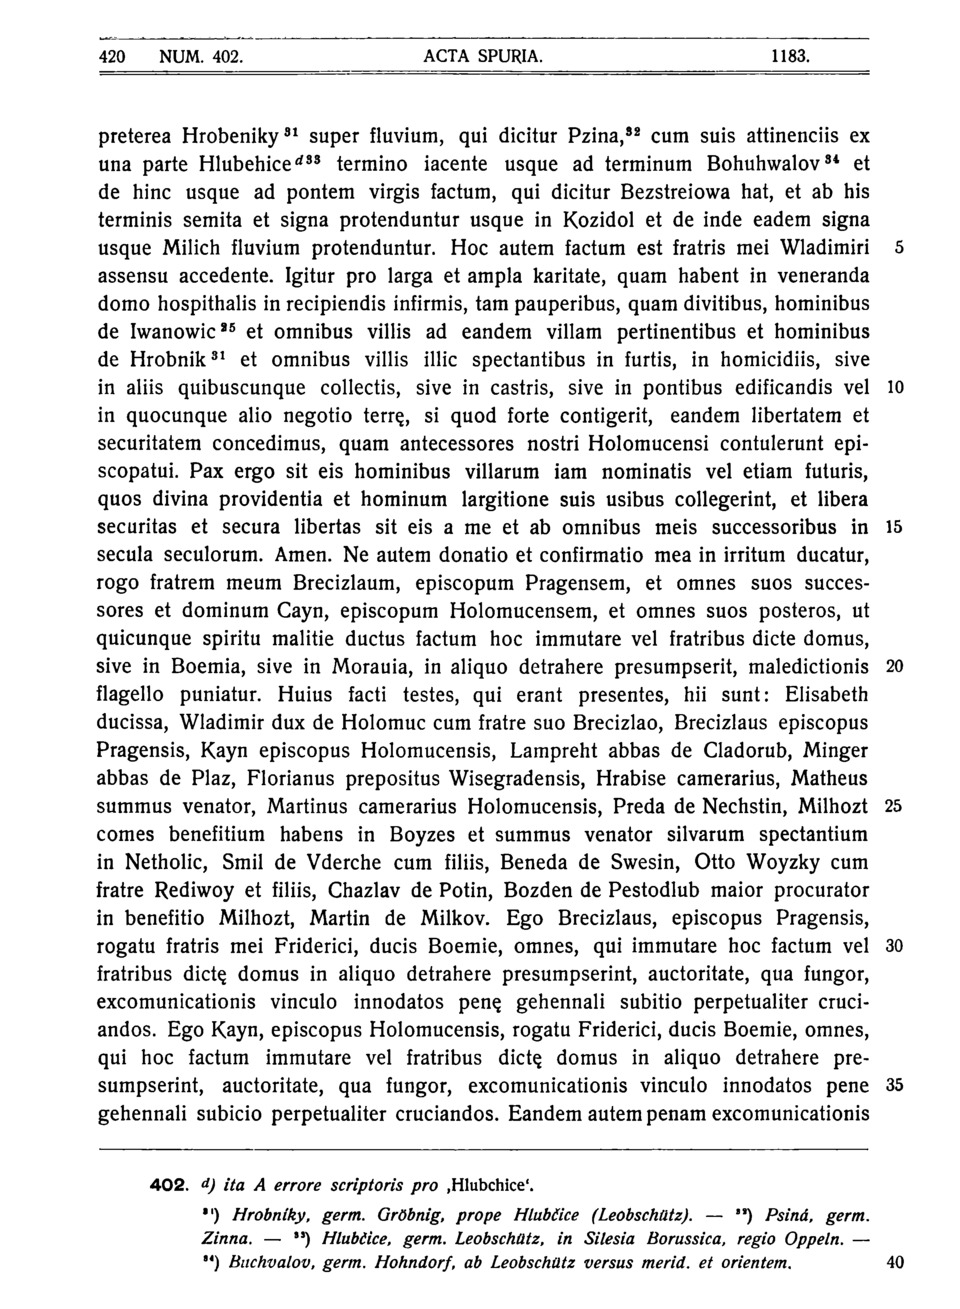 420 NUM. 402. ACTA SPURIA. 1183.
preterea Hrobeniky ³¹ super fluvium, qui dicitur Pzina,³² cum suis attinenciis ex
una parte Hlubehice ᵈ ³³ termino iacente usque ad terminum Bohuhwalov ³⁴ et
de hinc usque ad pontem virgis factum, qui dicitur Bezstreiowa hat, et ab his
terminis semita et signa protenduntur usque in Kozidol et de inde eadem signa
usque Milich fluvium protenduntur. Hoc autem factum est fratris mei Wladimiri 5
assensu accedente. Igitur pro larga et ampla karitate, quam habent in veneranda
domo hospithalis in recipiendis infirmis, tam pauperibus, quam divitibus, hominibus
de Iwanowic ²⁵ et omnibus villis ad eandem villam pertinentibus et hominibus
de Hrobnik ³¹ et omnibus villis illic spectantibus in furtis, in homicidiis, sive
in aliis quibuscunque collectis, sive in castris, sive in pontibus edificandis vel 10
in quocunque alio negotio terrę, si quod forte contigerit, eandem libertatem et
securitatem concedimus, quam antecessores nostri Holomucensi contulerunt epi-
scopatui. Pax ergo sit eis hominibus villarum iam nominatis vel etiam futuris,
quos divina providentia et hominum largitione suis usibus collegerint, et libera
securitas et secura libertas sit eis a me et ab omnibus meis successoribus in 15
secula seculorum. Amen. Ne autem donatio et confirmatio mea in irritum ducatur,
rogo fratrem meum Brecizlaum, episcopum Pragensem, et omnes suos succes-
sores et dominum Cayn, episcopum Holomucensem, et omnes suos posteros, ut
quicunque spiritu malitie ductus factum hoc immutare vel fratribus dicte domus,
sive in Boemia, sive in Morauia, in aliquo detrahere presumpserit, maledictionis 20
flagello puniatur. Huius facti testes, qui erant presentes, hii sunt: Elisabeth
ducissa, Wladimir dux de Holomuc cum fratre suo Brecizlao, Brecizlaus episcopus
Pragensis, Kayn episcopus Holomucensis, Lampreht abbas de Cladorub, Minger
abbas de Plaz, Florianus prepositus Wisegradensis, Hrabise camerarius, Matheus
summus venator, Martinus camerarius Holomucensis, Preda de Nechstin, Milhozt 25
comes benefitium habens in Boyzes et summus venator silvarum spectantium
in Netholic, Smil de Vderche cum filiis, Beneda de Swesin, Otto Woyzky cum
fratre Rediwoy et filiis, Chazlav de Potin, Bozden de Pestodlub maior procurator
in benefitio Milhozt, Martin de Milkov. Ego Brecizlaus, episcopus Pragensis,
rogatu fratris mei Friderici, ducis Boemie, omnes, qui immutare hoc factum vel 30
fratribus dictę domus in aliquo detrahere presumpserint, auctoritate, qua fungor,
excomunicationis vinculo innodatos penę gehennali subitio perpetualiter cruci-
andos. Ego Kayn, episcopus Holomucensis, rogatu Friderici, ducis Boemie, omnes,
qui hoc factum immutare vel fratribus dictę domus in aliquo detrahere pre-
sumpserint, auctoritate, qua fungor, excomunicationis vinculo innodatos pene 35
gehennali subicio perpetualiter cruciandos. Eandem autem penam excomunicationis
402. d) ita A errore scriptoris pro ,Hlubchice‘.
³¹) Hrobníky, germ. Gröbnig, prope Hlubčice (Leobschütz). — ³²) Psiná, germ.
Zinna. — ³³) Hlubčice, germ. Leobschütz, in Silesia Borussica, regio Oppeln. —
³⁴) Buchvalov, germ. Hohndorf, ab Leobschütz versus merid. et orientem. 40